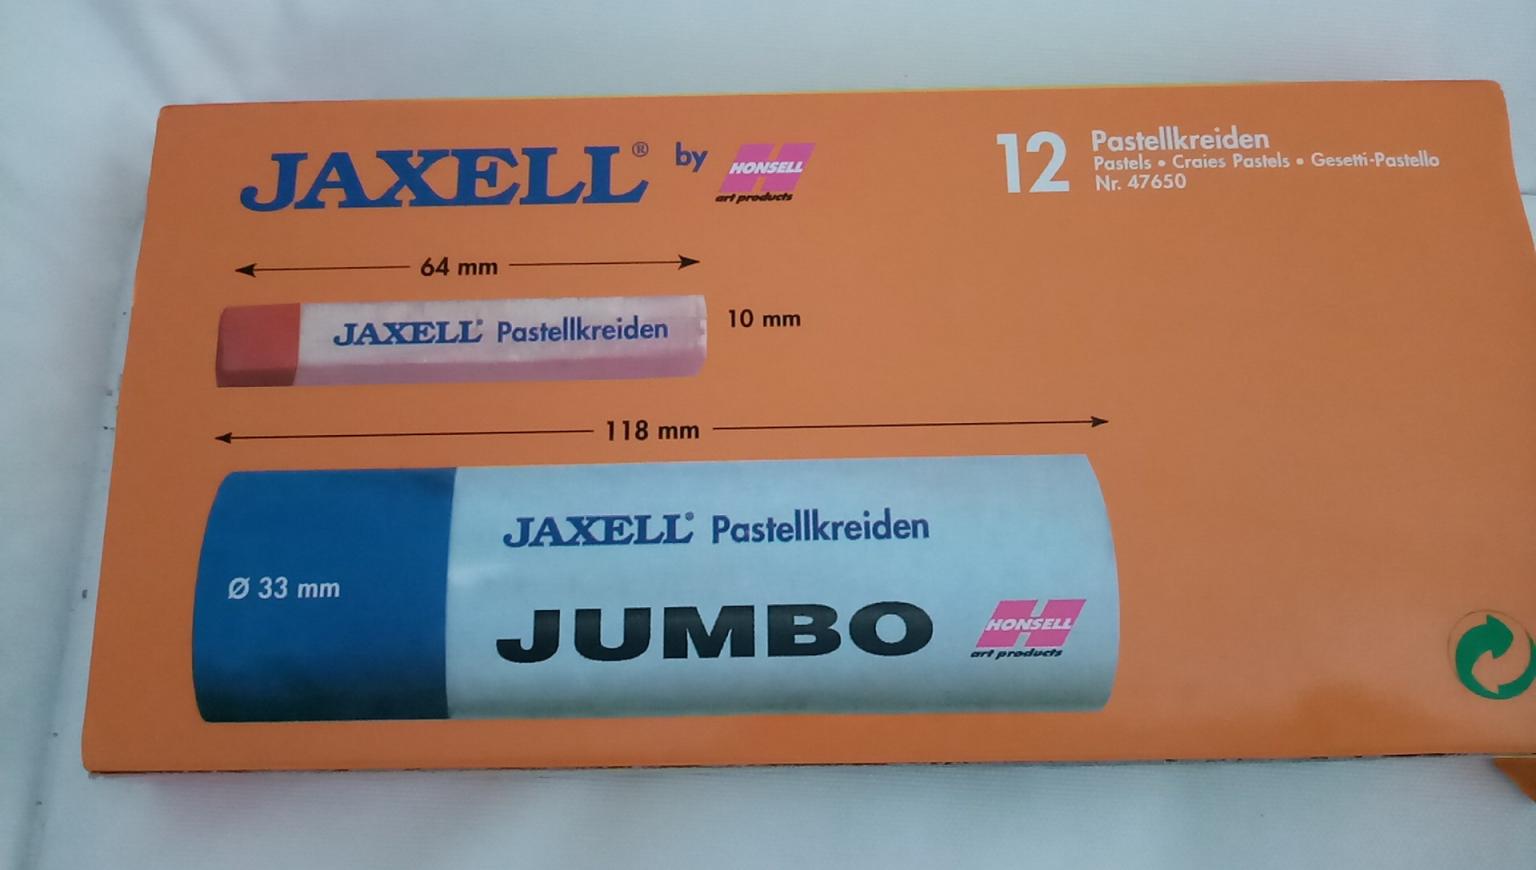 JAXELL® by HONSELL
art products
12 Pastellkreiden
Pastels • Craies Pastels • Gesetti-Pastello
Nr. 47650
64 mm
JAXELL® Pastellkreiden
10 mm
118 mm
JAXELL® Pastellkreiden
Ø 33 mm
JUMBO
HONSELL
art products